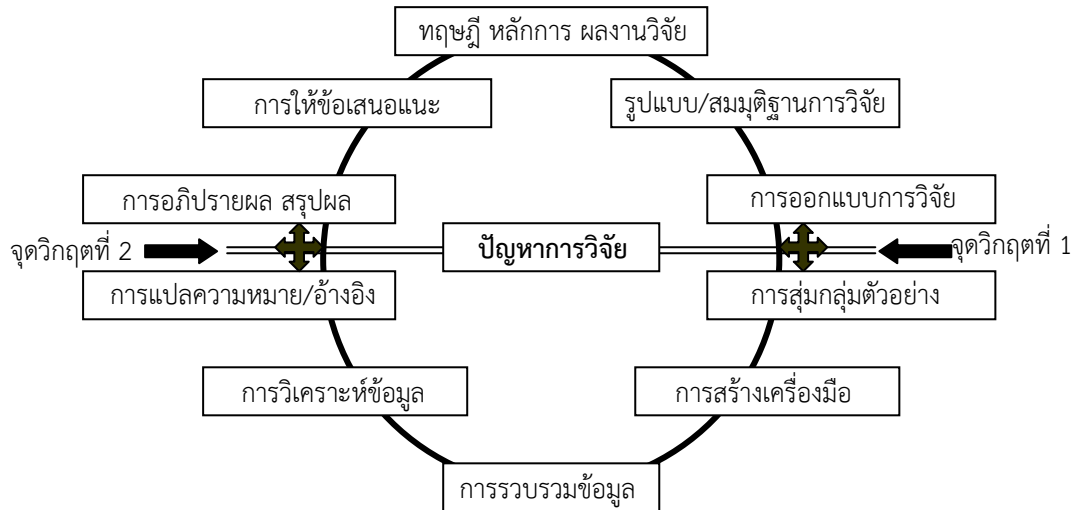 ทฤษฎี หลักการ ผลงานวิจัย
การให้ข้อเสนอแนะ
รูปแบบ/สมมุติฐานการวิจัย
การอภิปรายผล สรุปผล
การออกแบบการวิจัย
จุดวิกฤตที่ 2
ปัญหาการวิจัย
จุดวิกฤตที่ 1
การแปลความหมาย/อ้างอิง
การสุ่มกลุ่มตัวอย่าง
การวิเคราะห์ข้อมูล
การสร้างเครื่องมือ
การรวบรวมข้อมูล